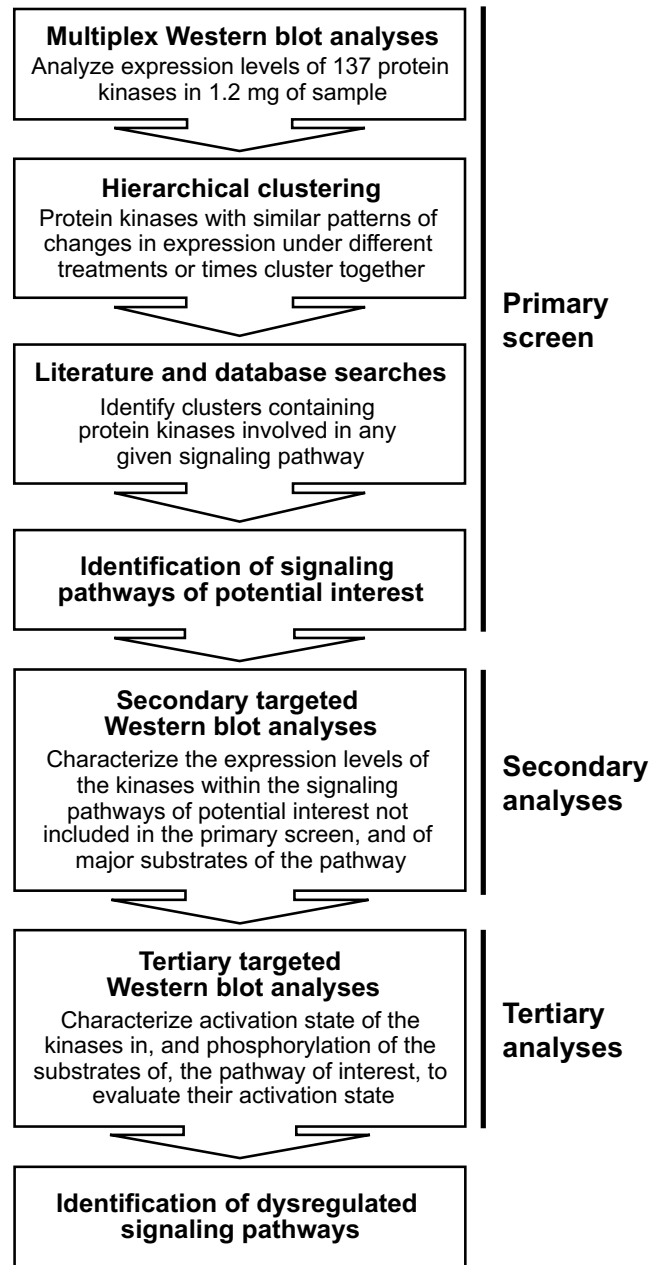 Multiplex Western blot analyses
Analyze expression levels of 137 protein
kinases in 1.2 mg of sample
Hierarchical clustering
Protein kinases with similar patterns of
changes in expression under different
treatments or times cluster together
Literature and database searches
Identify clusters containing
protein kinases involved in any
given signaling pathway
Identification of signaling
pathways of potential interest
Primary
screen
Secondary targeted
Western blot analyses
Characterize the expression levels of
the kinases within the signaling
pathways of potential interest not
included in the primary screen, and of
major substrates of the pathway
Secondary
analyses
Tertiary targeted
Western blot analyses
Characterize activation state of the
kinases in, and phosphorylation of the
substrates of, the pathway of interest, to
evaluate their activation state
Tertiary
analyses
Identification of dysregulated
signaling pathways